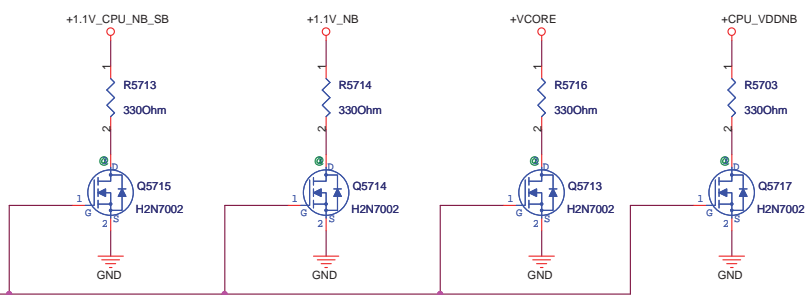 +1.1V_CPU_NB_SB +1.1V_NB +VCORE +CPU_VDDNB
1 1 1 1
R5713 R5714 R5716 R5703
330Ohm 330Ohm 330Ohm 330Ohm
2 2 2 2
@ D @ D @ D @ D
Q5715 Q5714 Q5713 Q5717
1 1 1 1
H2N7002 H2N7002 H2N7002 H2N7002
G S G S G S G S
2 2 2 2
GND GND GND GND